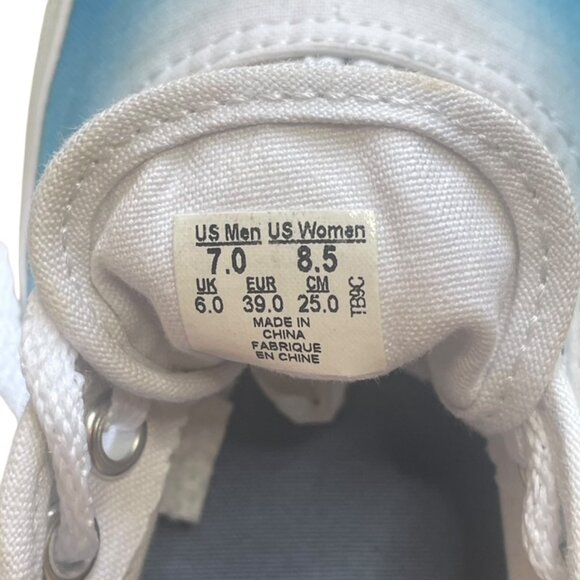 US Men US Women
7.0 8.5
UK EUR CM
6.0 39.0 25.0
MADE IN
CHINA
FABRIQUE
EN CHINE
TB9C